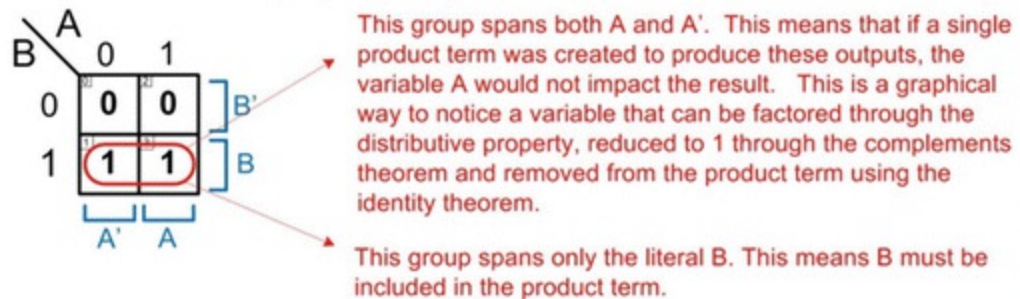 A
B
0 1
0 0 0 B'
0 2
1 1 1 B
1 3
A' A
This group spans both A and A'. This means that if a single
product term was created to produce these outputs, the
variable A would not impact the result. This is a graphical
way to notice a variable that can be factored through the
distributive property, reduced to 1 through the complements
theorem and removed from the product term using the
identity theorem.
This group spans only the literal B. This means B must be
included in the product term.